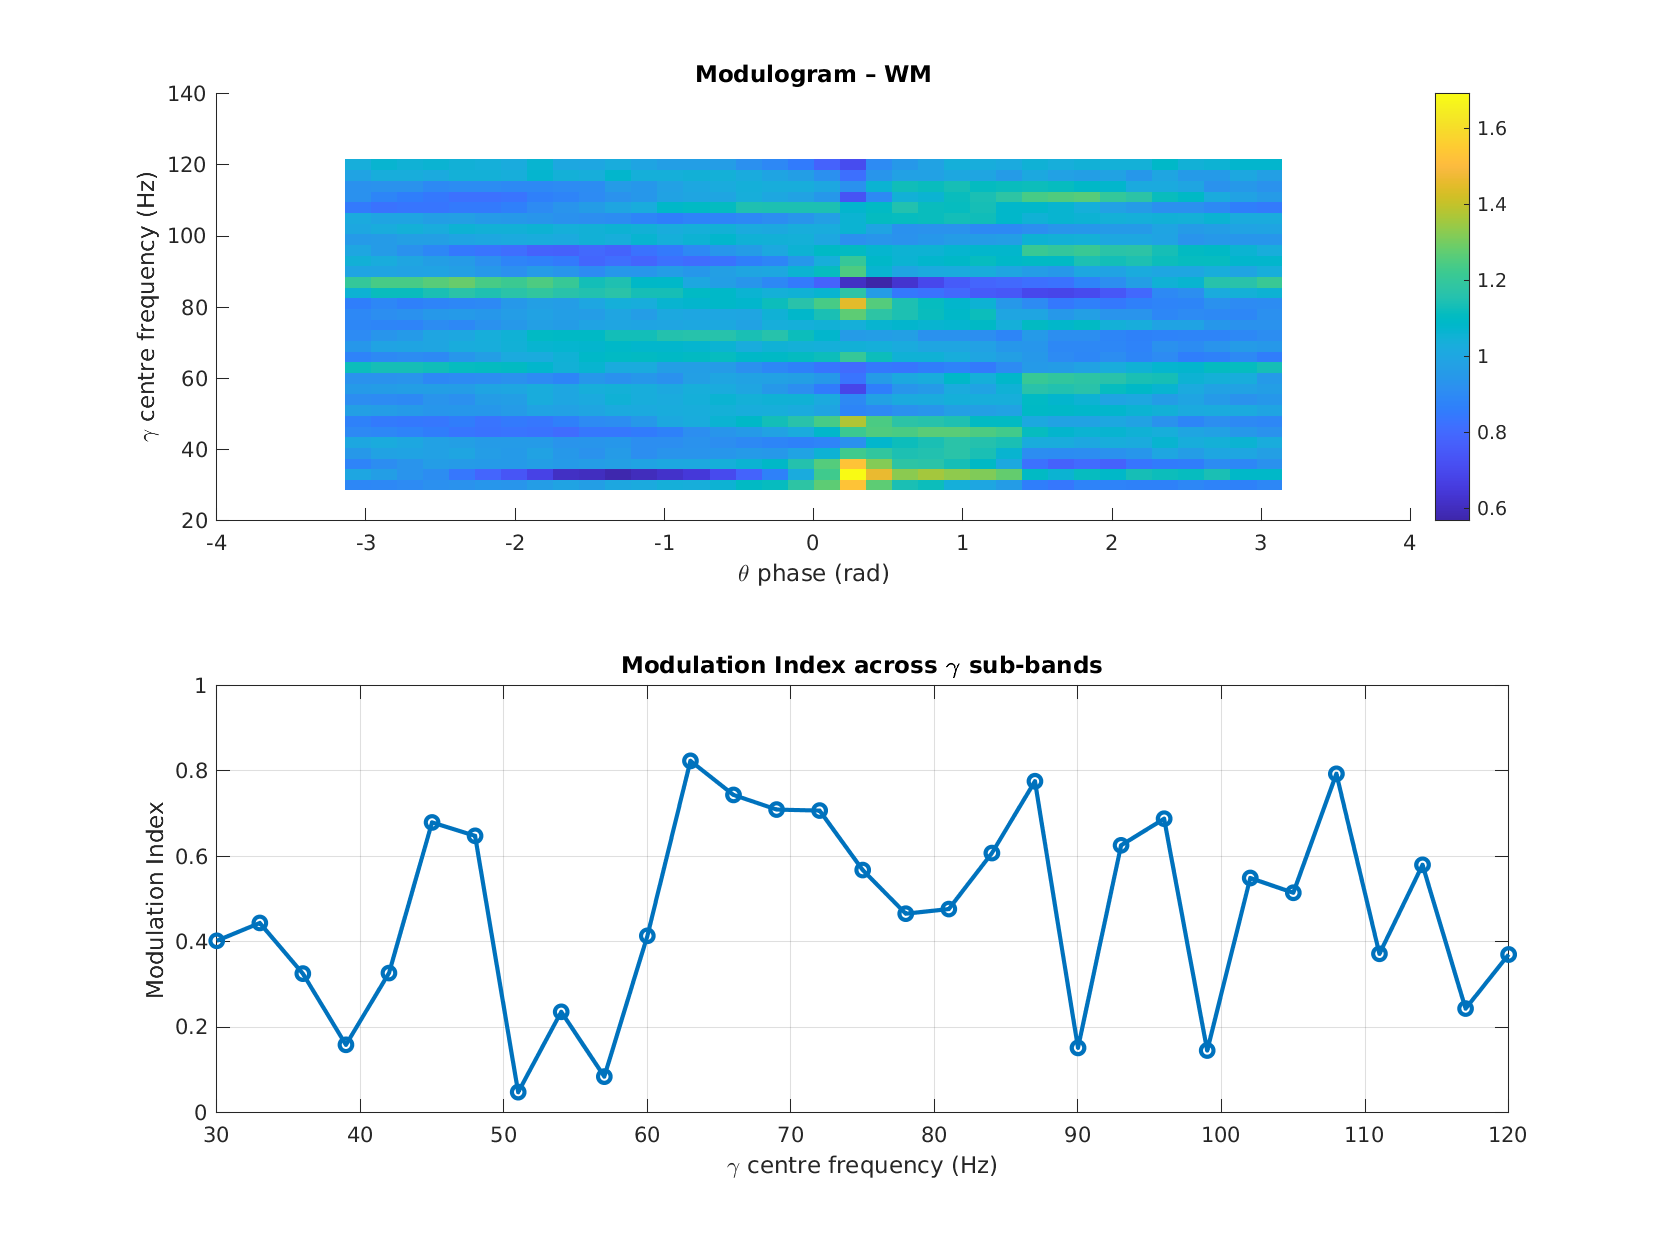 Modulogram – WM
140
120
100
80
60
40
20
γ centre frequency (Hz)
-4 -3 -2 -1 0 1 2 3 4
θ phase (rad)
1.6
1.4
1.2
1
0.8
0.6
Modulation Index across γ sub-bands
1
0.8
0.6
0.4
0.2
0
Modulation Index
30 40 50 60 70 80 90 100 110 120
γ centre frequency (Hz)